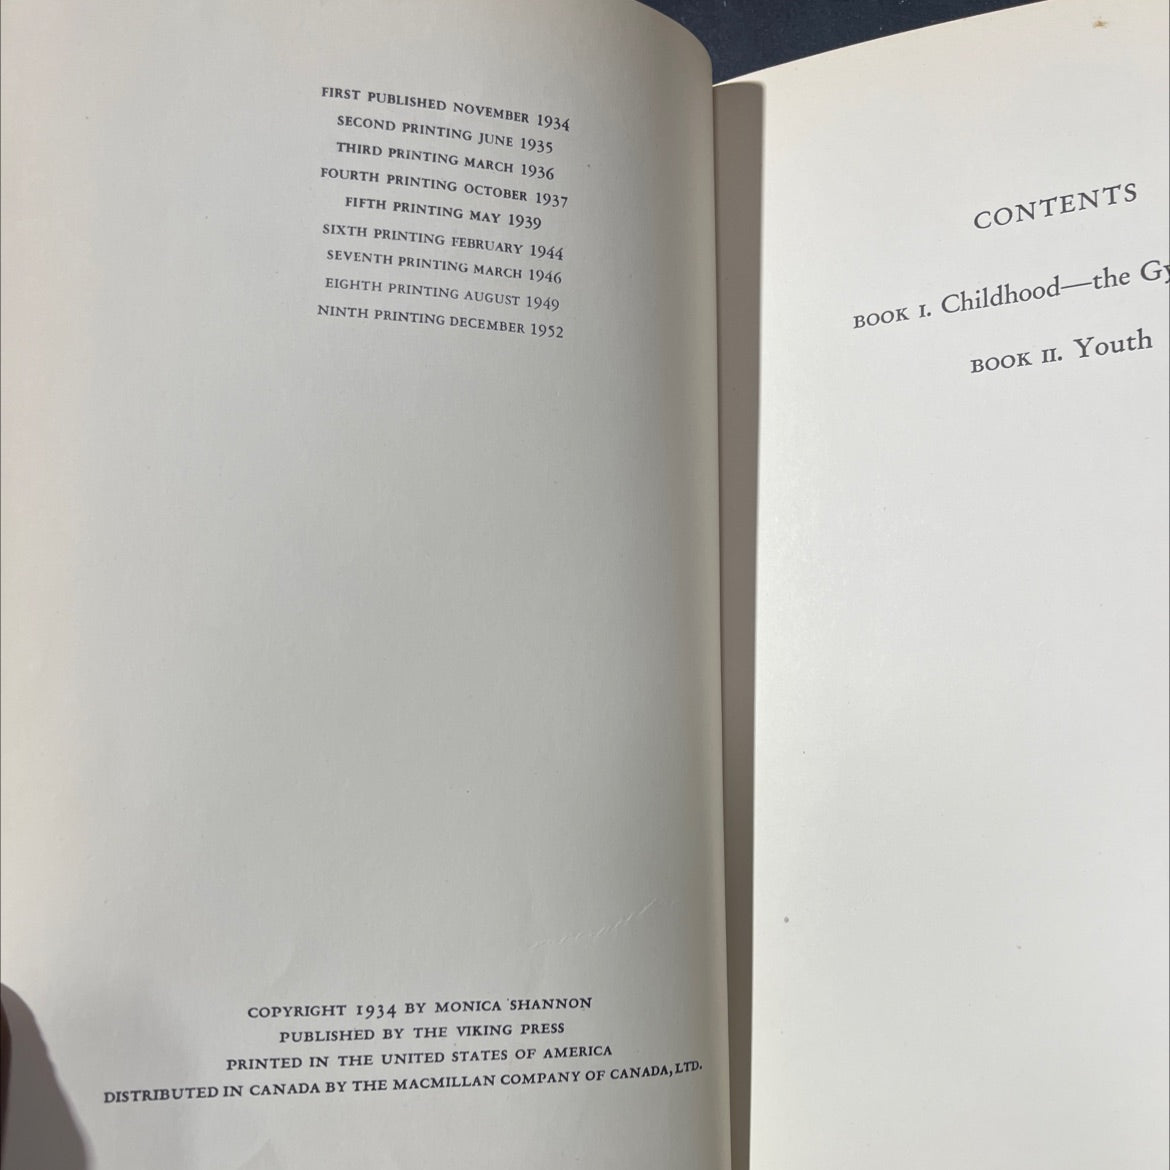 FIRST PUBLISHED NOVEMBER 1934
SECOND PRINTING JUNE 1935
THIRD PRINTING MARCH 1936
FOURTH PRINTING OCTOBER 1937
FIFTH PRINTING MAY 1939
SIXTH PRINTING FEBRUARY 1944
SEVENTH PRINTING MARCH 1946
EIGHTH PRINTING AUGUST 1949
NINTH PRINTING DECEMBER 1952
COPYRIGHT 1934 BY MONICA SHANNON
PUBLISHED BY THE VIKING PRESS
PRINTED IN THE UNITED STATES OF AMERICA
DISTRIBUTED IN CANADA BY THE MACMILLAN COMPANY OF CANADA, LTD.
CONTENTS
BOOK I. Childhood—the
BOOK II. Youth